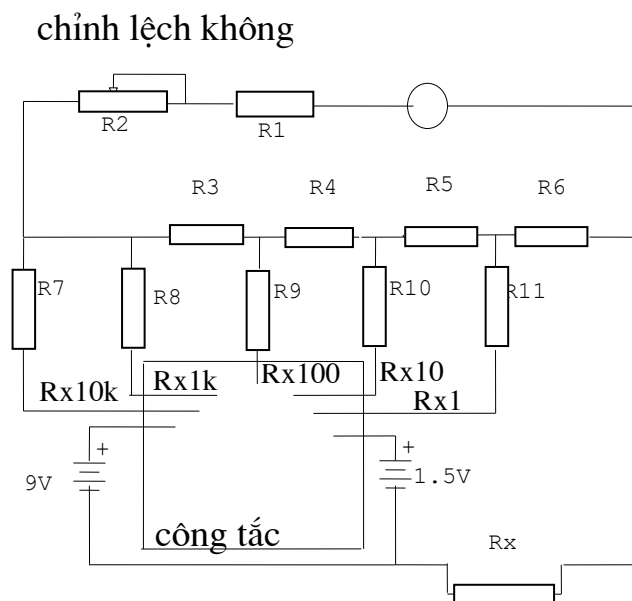 chỉnh lệch không
R2
R1
R3
R4
R5
R6
R7
R8
R9
R10
R11
Rx10k
Rx1k
Rx100
Rx10
Rx1
+
+
9V
1.5V
công tắc
Rx